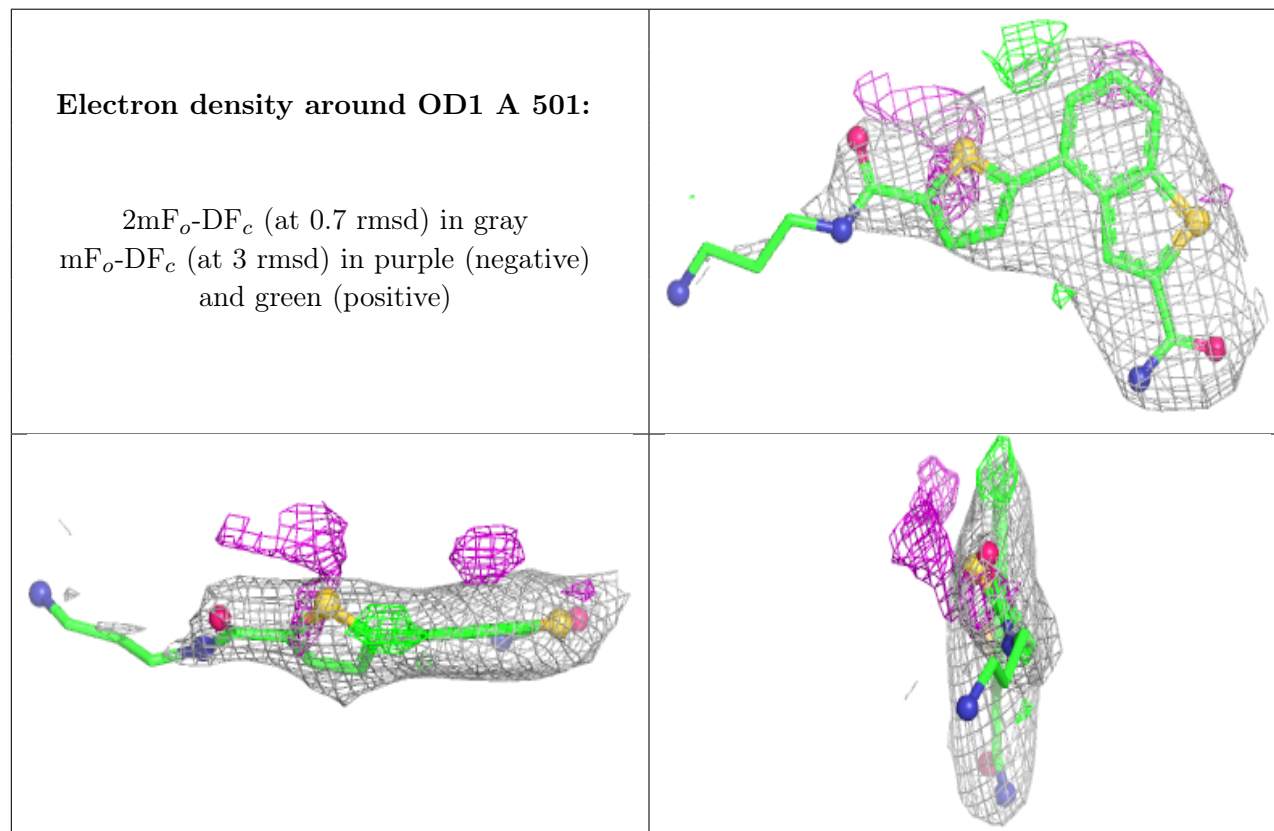 Electron density around OD1 A 501:
2mFo-DFc (at 0.7 rmsd) in gray
mFo-DFc (at 3 rmsd) in purple (negative)
and green (positive)